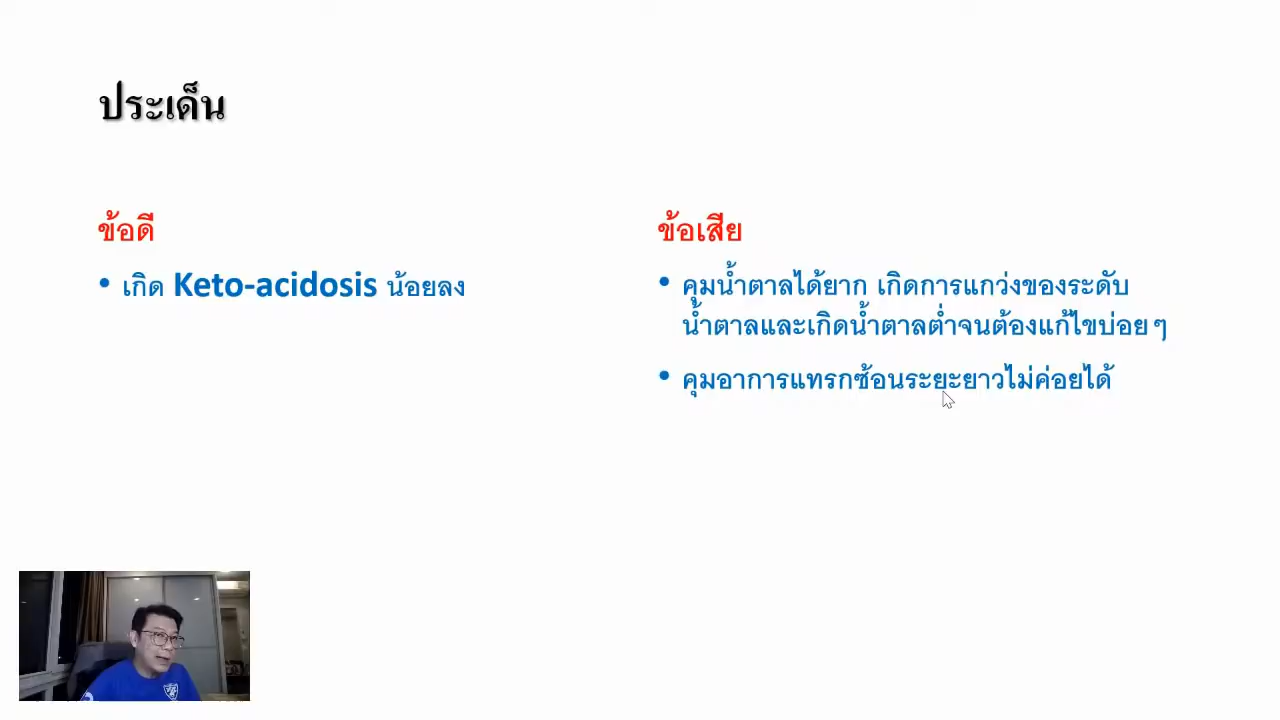 ประเด็น
ข้อดี
• เกิด Keto-acidosis น้อยลง
ข้อเสีย
• คุมน้ำตาลได้ยาก เกิดการแกว่งของระดับ
น้ำตาลและเกิดน้ำตาลต่ำจนต้องแก้ไขบ่อยๆ
• คุมอาการแทรกซ้อนระยะยาวไม่ค่อยได้